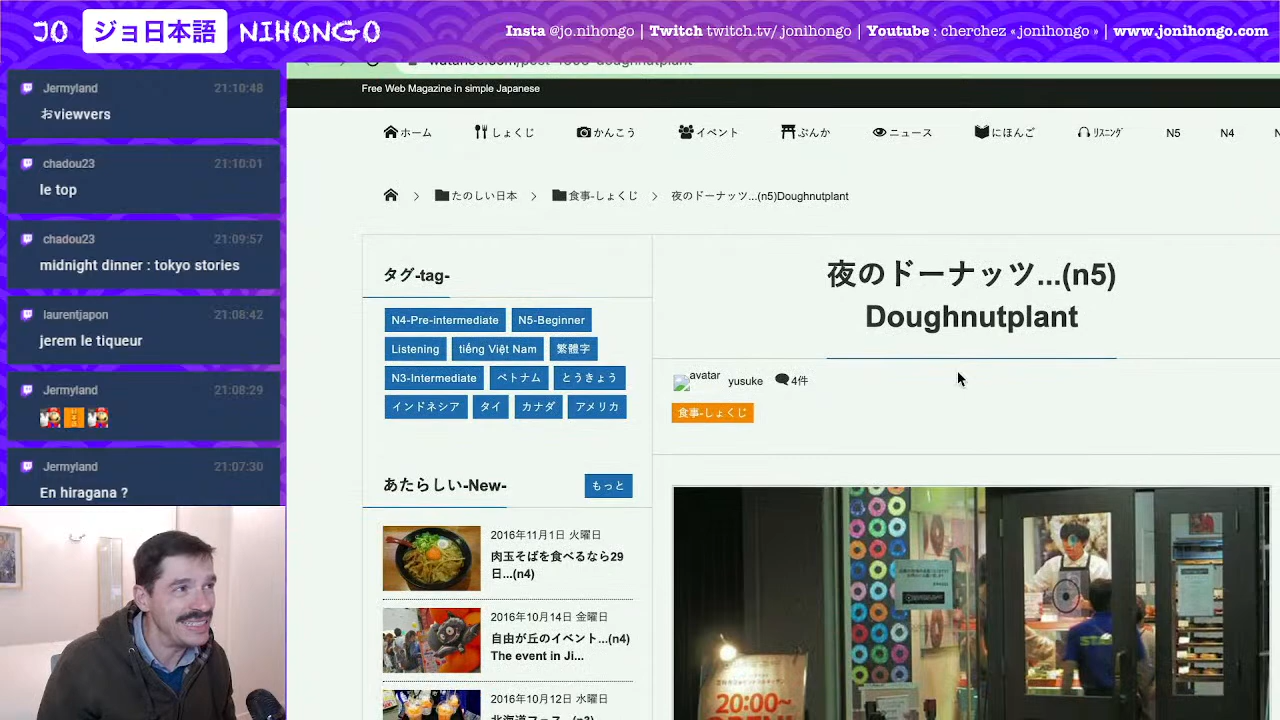 JO ジョ日本語 NIHONGO
Insta @jo.nihongo | Twitch twitch.tv/ jonihongo | Youtube : cherchez « jonihongo » | www.jonihongo.com
Jermyland 21:10:48
おviewvers
chadou23 21:10:01
le top
chadou23 21:09:57
midnight dinner : tokyo stories
laurentjapon 21:08:42
jerem le tiqueur
Jermyland 21:08:29
Jermyland 21:07:30
En hiragana ?
Free Web Magazine in simple Japanese
ホーム しょくじ かんこう イベント ぶんか ニュース にほんご リスニング N5 N4
たのしい日本 食事-しょくじ 夜のドーナッツ...(n5)Doughnutplant
タグ-tag-
N4-Pre-intermediate N5-Beginner
Listening tiếng Việt Nam 繁體字
N3-Intermediate ベトナム とうきょう
インドネシア タイ カナダ アメリカ
あたらしい-New- もっと
2016年11月1日 火曜日
肉玉そばを食べるなら29
日...(n4)
2016年10月14日 金曜日
自由が丘のイベント...(n4)
The event in Ji...
2016年10月12日 水曜日
夜のドーナッツ...(n5)
Doughnutplant
avatar yusuke 4件
食事-しょくじ
20:00~
OPEN!